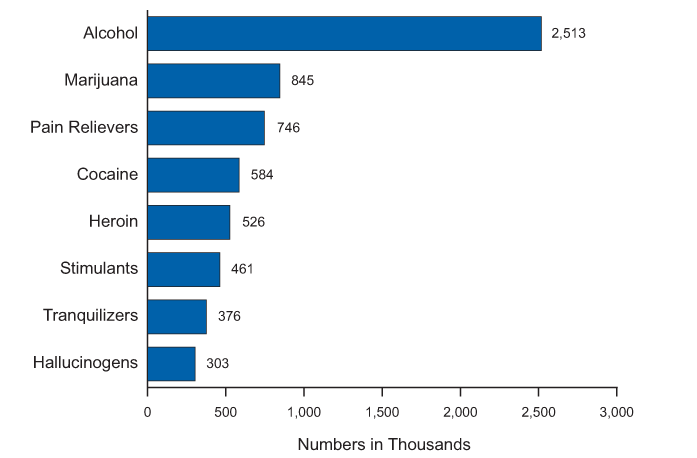 Alcohol 2,513
Marijuana 845
Pain Relievers 746
Cocaine 584
Heroin 526
Stimulants 461
Tranquilizers 376
Hallucinogens 303
0 500 1,000 1,500 2,000 2,500 3,000
Numbers in Thousands